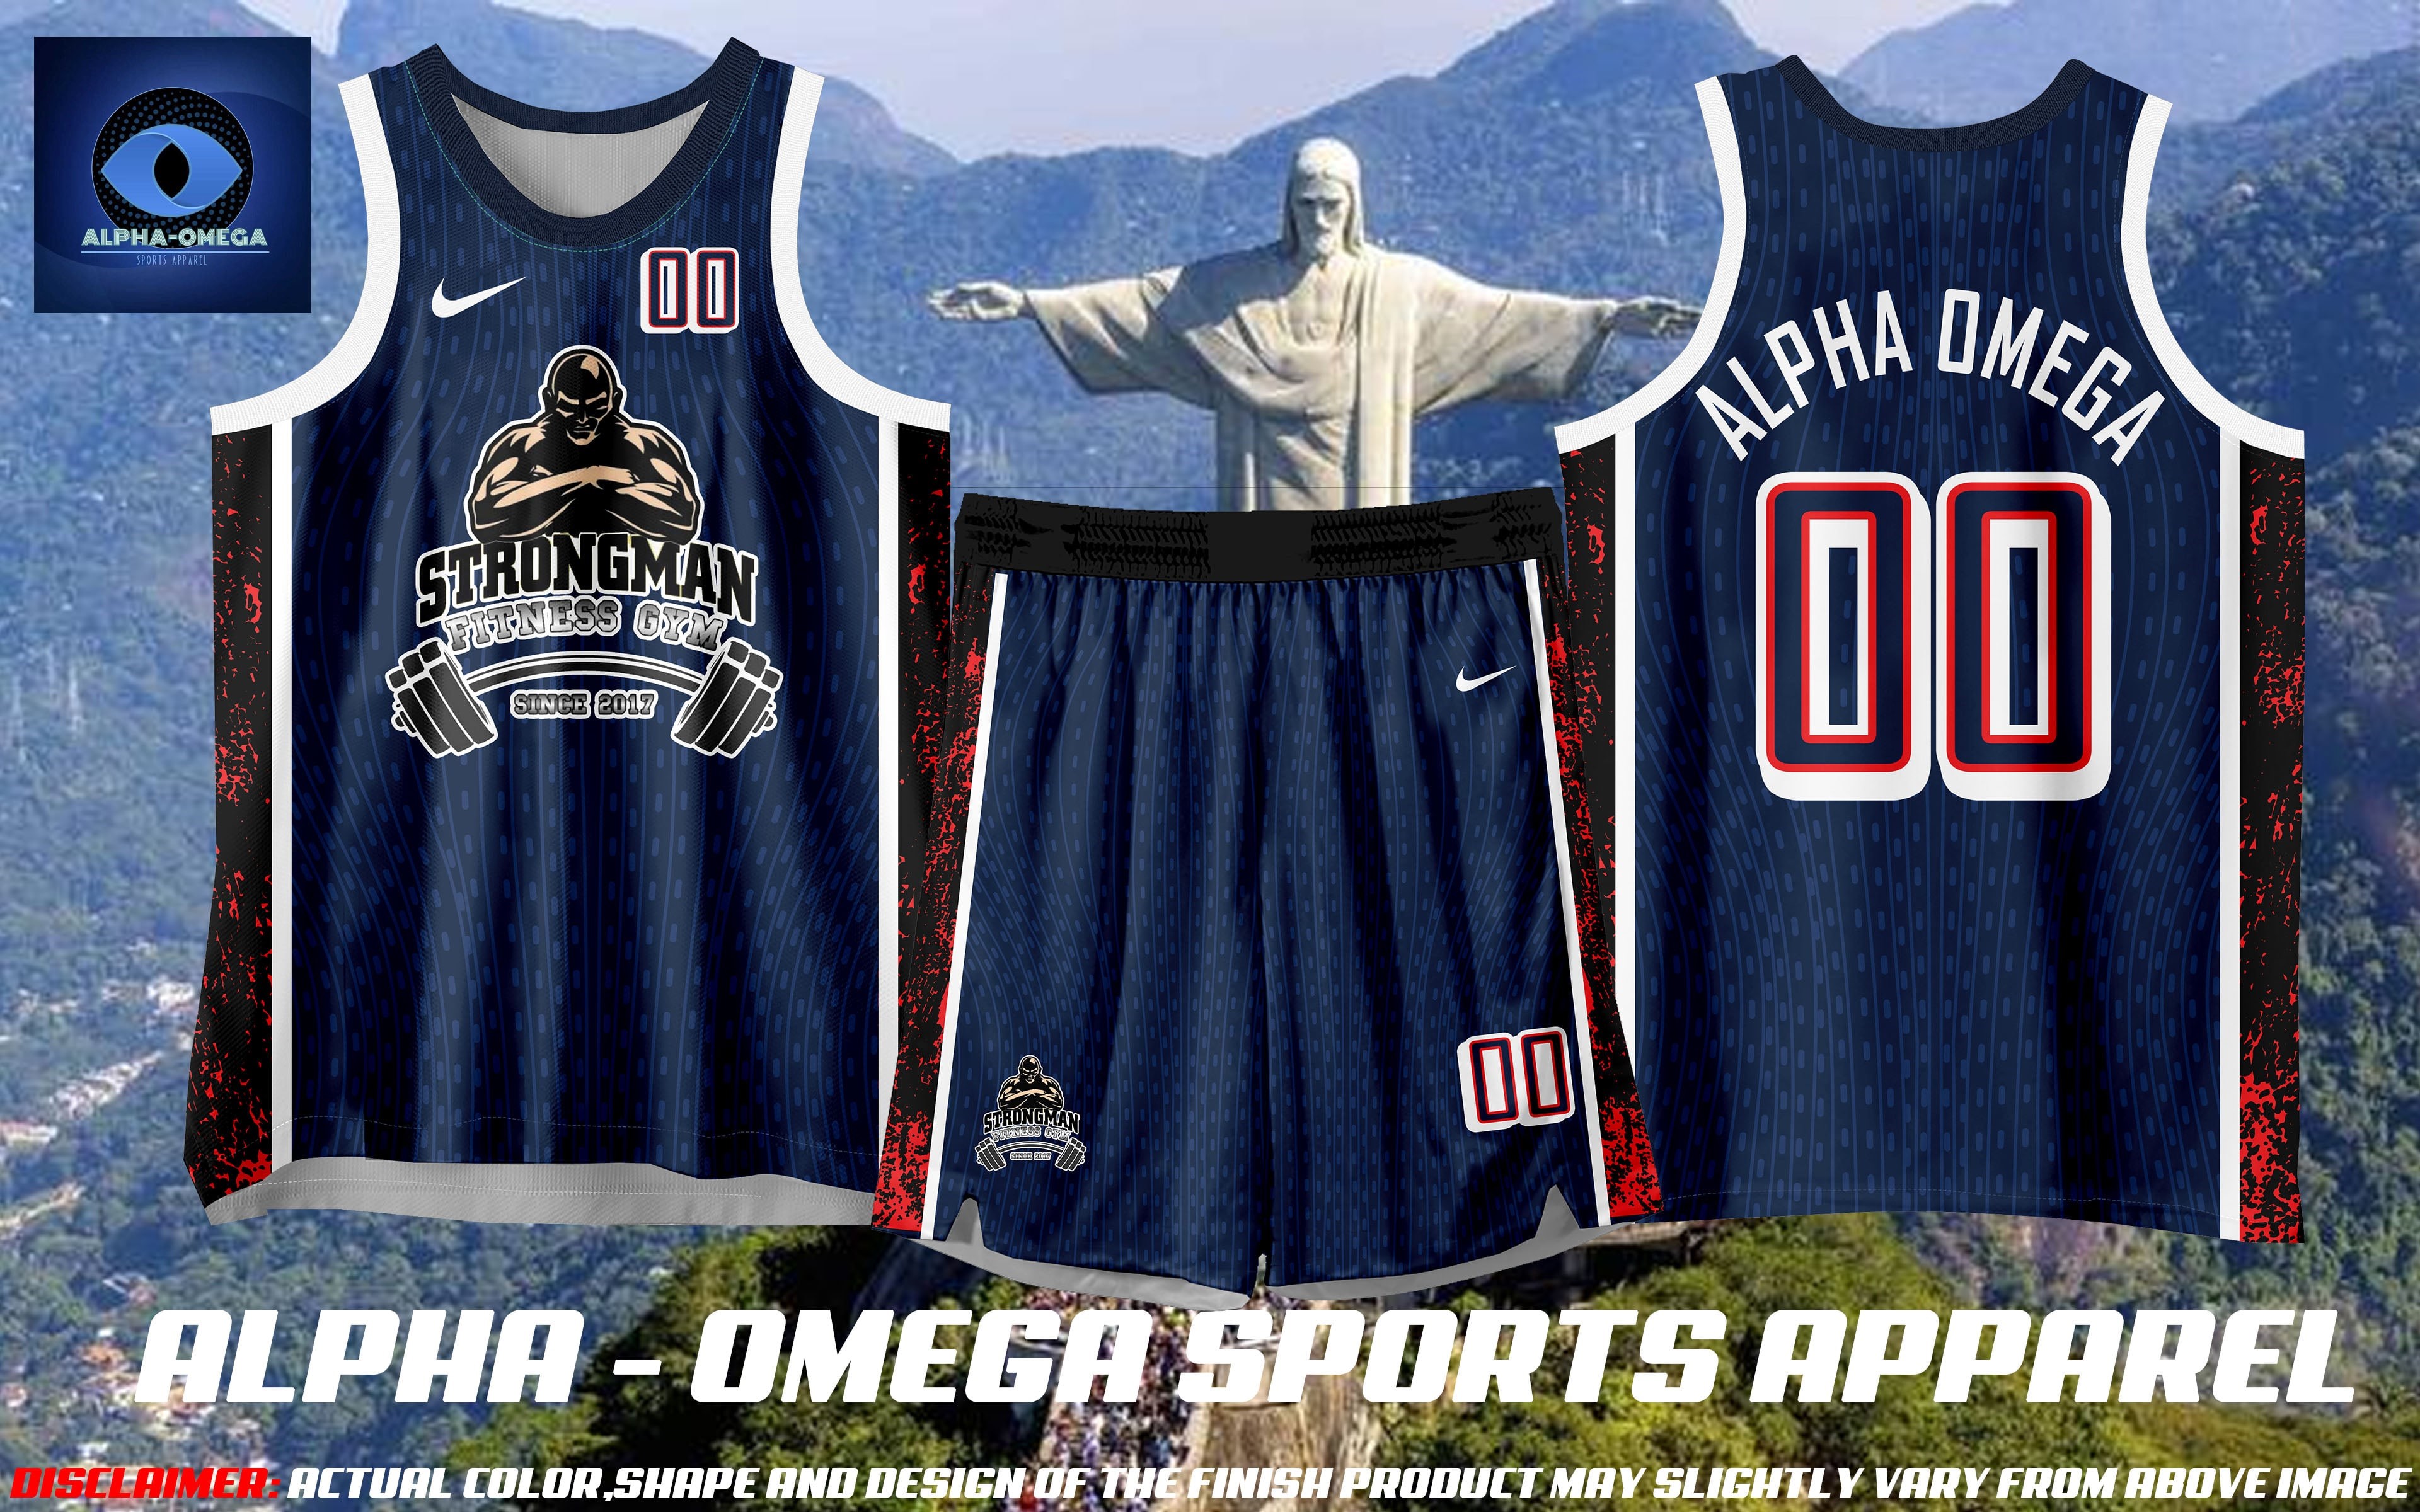 ALPHA-OMEGA
SPORTS APPAREL
00
STRONGMAN
FITNESS GYM
SINCE 2017
ALPHA OMEGA
00
00
STRONGMAN
FITNESS GYM
SINCE 2017
ALPHA - OMEGA SPORTS APPAREL
DISCLAIMER: ACTUAL COLOR,SHAPE AND DESIGN OF THE FINISH PRODUCT MAY SLIGHTLY VARY FROM ABOVE IMAGE